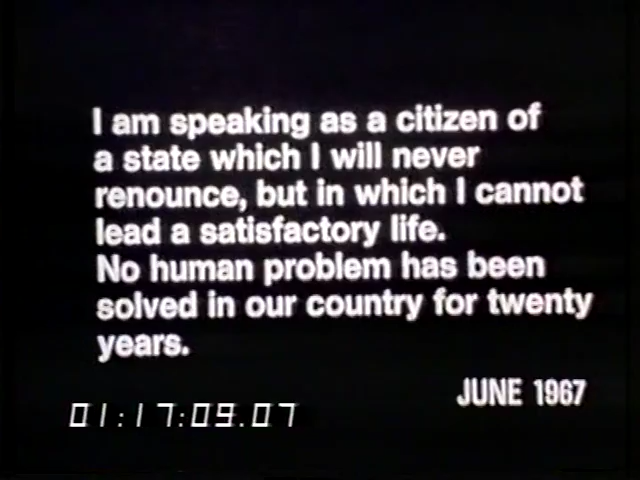 I am speaking as a citizen of
a state which I will never
renounce, but in which I cannot
lead a satisfactory life.
No human problem has been
solved in our country for twenty
years.
JUNE 1967
01:17:09.07